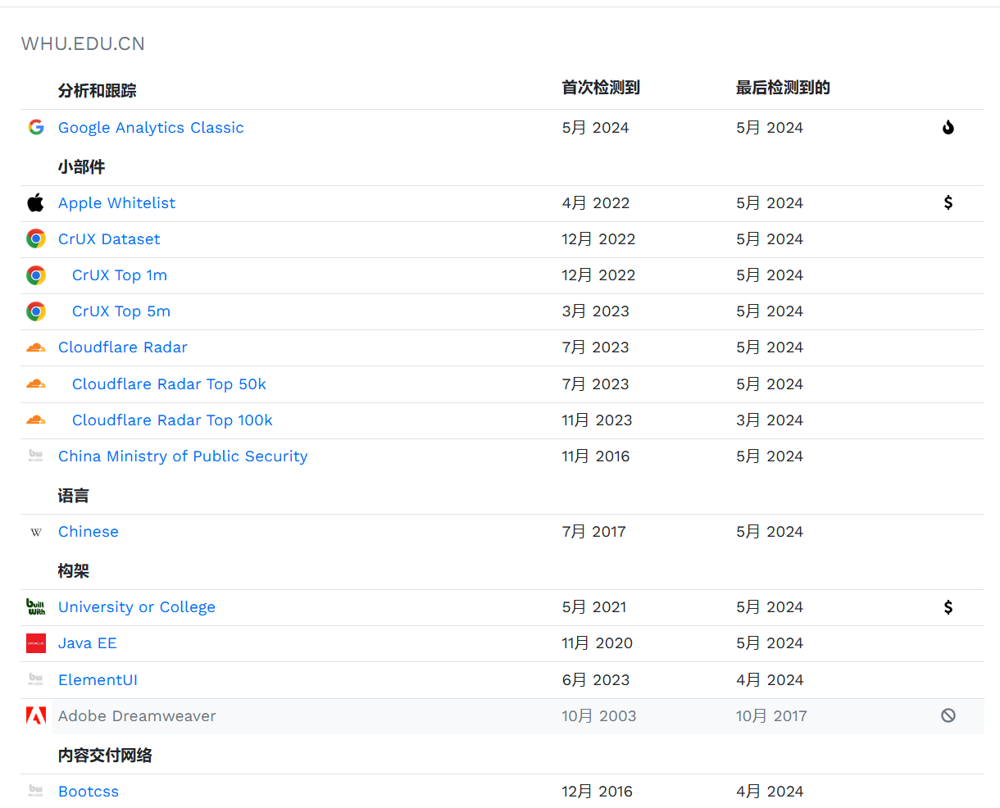 WHU.EDU.CN
分析和跟踪 首次检测到 最后检测到的
Google Analytics Classic 5月 2024 5月 2024
小部件
Apple Whitelist 4月 2022 5月 2024 $
CrUX Dataset 12月 2022 5月 2024
CrUX Top 1m 12月 2022 5月 2024
CrUX Top 5m 3月 2023 5月 2024
Cloudflare Radar 7月 2023 5月 2024
Cloudflare Radar Top 50k 7月 2023 5月 2024
Cloudflare Radar Top 100k 11月 2023 3月 2024
bw China Ministry of Public Security 11月 2016 5月 2024
语言
W Chinese 7月 2017 5月 2024
构架
built With University or College 5月 2021 5月 2024 $
Java EE 11月 2020 5月 2024
bw ElementUI 6月 2023 4月 2024
Adobe Dreamweaver 10月 2003 10月 2017
内容交付网络
bw Bootcss 12月 2016 4月 2024